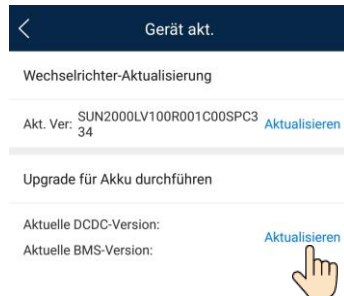 Gerät akt.
Wechselrichter-Aktualisierung
Akt. Ver: SUN2000LV100R001C00SPC3
34
Aktualisieren
Upgrade für Akku durchführen
Aktuelle DCDC-Version:
Aktualisieren
Aktuelle BMS-Version: